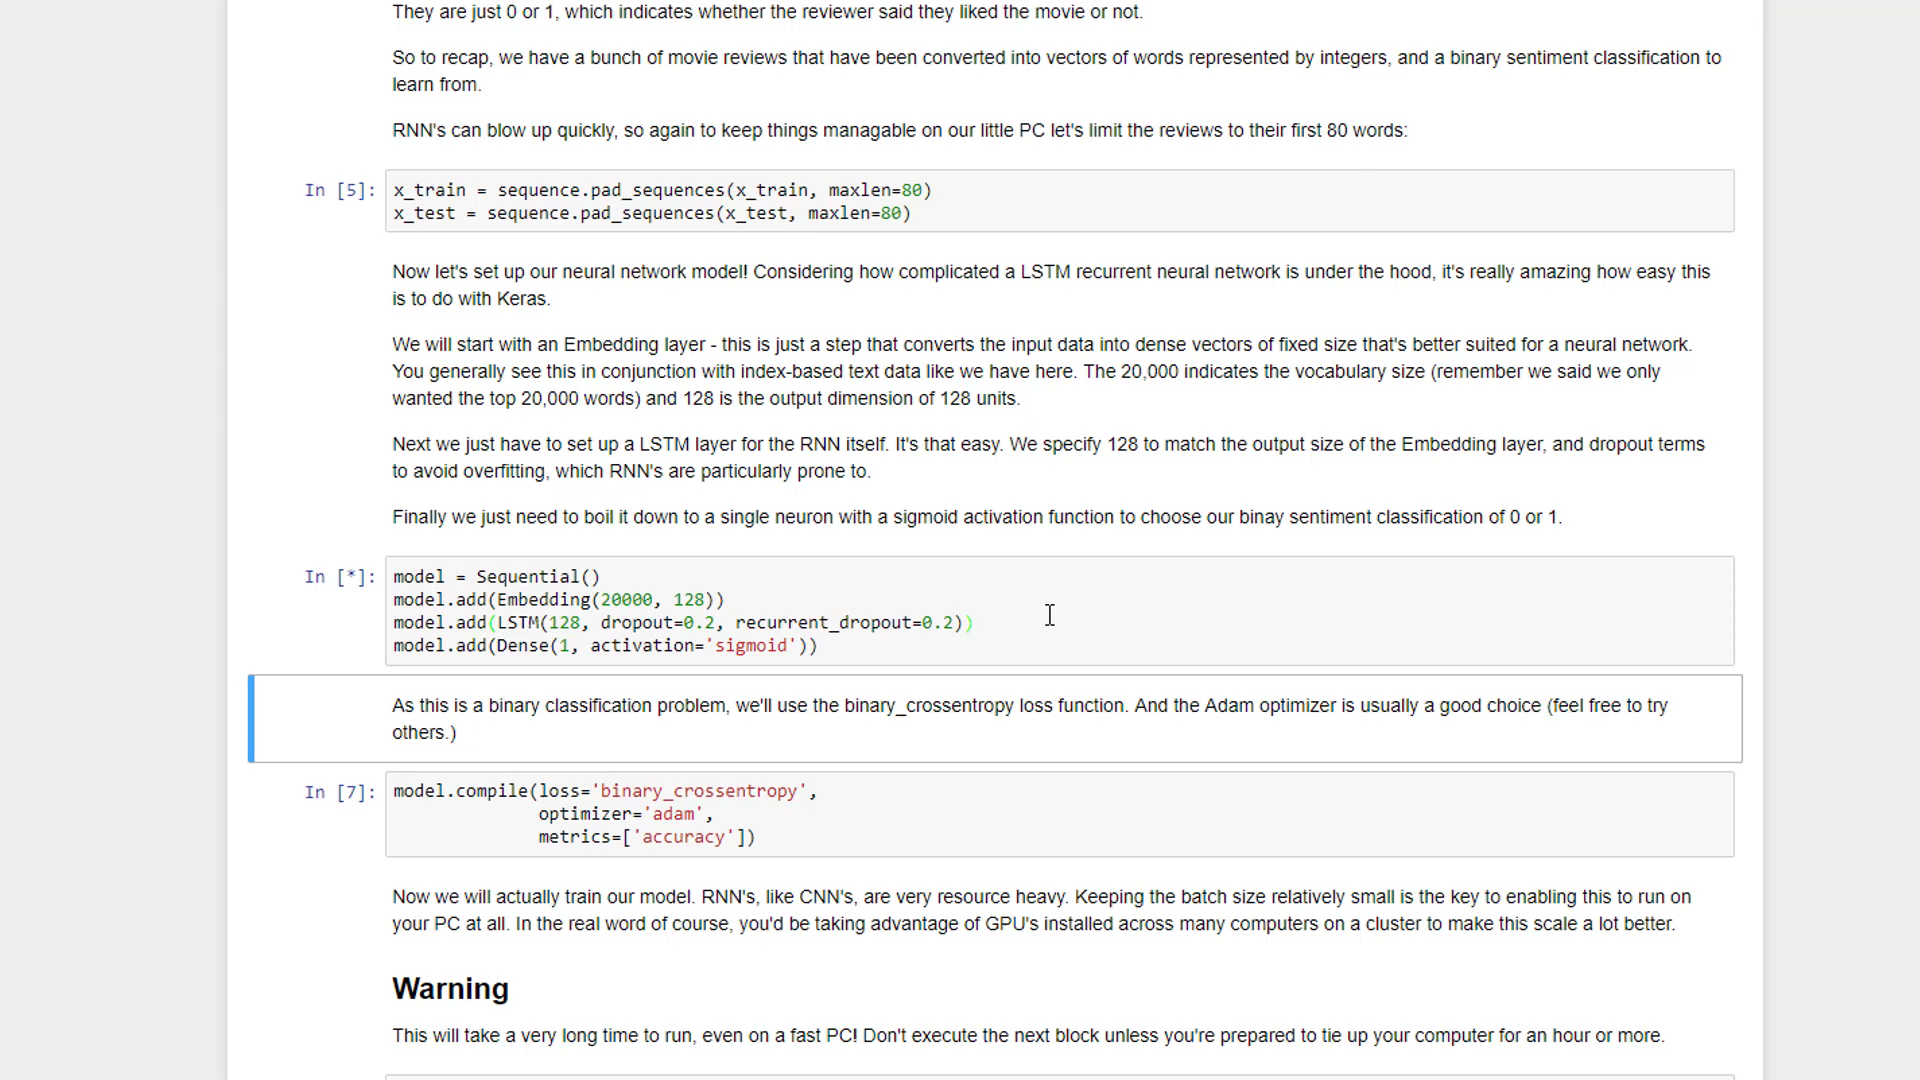 They are just 0 or 1, which indicates whether the reviewer said they liked the movie or not.
So to recap, we have a bunch of movie reviews that have been converted into vectors of words represented by integers, and a binary sentiment classification to
learn from.
RNN's can blow up quickly, so again to keep things managable on our little PC let's limit the reviews to their first 80 words:
In [5]: x_train = sequence.pad_sequences(x_train, maxlen=80)
x_test = sequence.pad_sequences(x_test, maxlen=80)
Now let's set up our neural network model! Considering how complicated a LSTM recurrent neural network is under the hood, it's really amazing how easy this
is to do with Keras.
We will start with an Embedding layer - this is just a step that converts the input data into dense vectors of fixed size that's better suited for a neural network.
You generally see this in conjunction with index-based text data like we have here. The 20,000 indicates the vocabulary size (remember we said we only
wanted the top 20,000 words) and 128 is the output dimension of 128 units.
Next we just have to set up a LSTM layer for the RNN itself. It's that easy. We specify 128 to match the output size of the Embedding layer, and dropout terms
to avoid overfitting, which RNN's are particularly prone to.
Finally we just need to boil it down to a single neuron with a sigmoid activation function to choose our binay sentiment classification of 0 or 1.
In [*]: model = Sequential()
model.add(Embedding(20000, 128))
model.add(LSTM(128, dropout=0.2, recurrent_dropout=0.2))
model.add(Dense(1, activation='sigmoid'))
As this is a binary classification problem, we'll use the binary_crossentropy loss function. And the Adam optimizer is usually a good choice (feel free to try
others.)
In [7]: model.compile(loss='binary_crossentropy',
optimizer='adam',
metrics=['accuracy'])
Now we will actually train our model. RNN's, like CNN's, are very resource heavy. Keeping the batch size relatively small is the key to enabling this to run on
your PC at all. In the real word of course, you'd be taking advantage of GPU's installed across many computers on a cluster to make this scale a lot better.
Warning
This will take a very long time to run, even on a fast PC! Don't execute the next block unless you're prepared to tie up your computer for an hour or more.